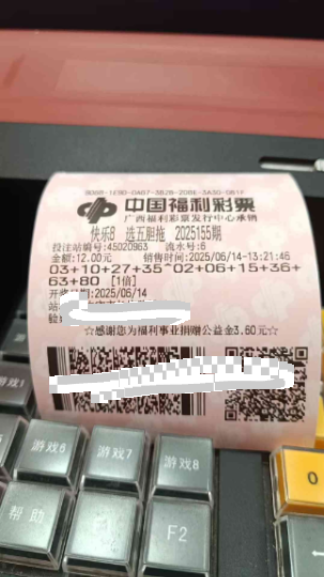 中国福利彩票
广西福利彩票发行中心承销
快乐8 选五胆拖 2025155期
投注站编号:45020963 流水号:6
金额:12.00元 销售时间:2025/06/14-13:21:46
03+10+27+35^02+06+15+36+
63+80 [1倍]
开奖日期:2025/06/14
站
验
☆感谢您为福利事业捐赠公益金3.60元☆
游戏6 游戏7 游戏8
帮助 F2
0